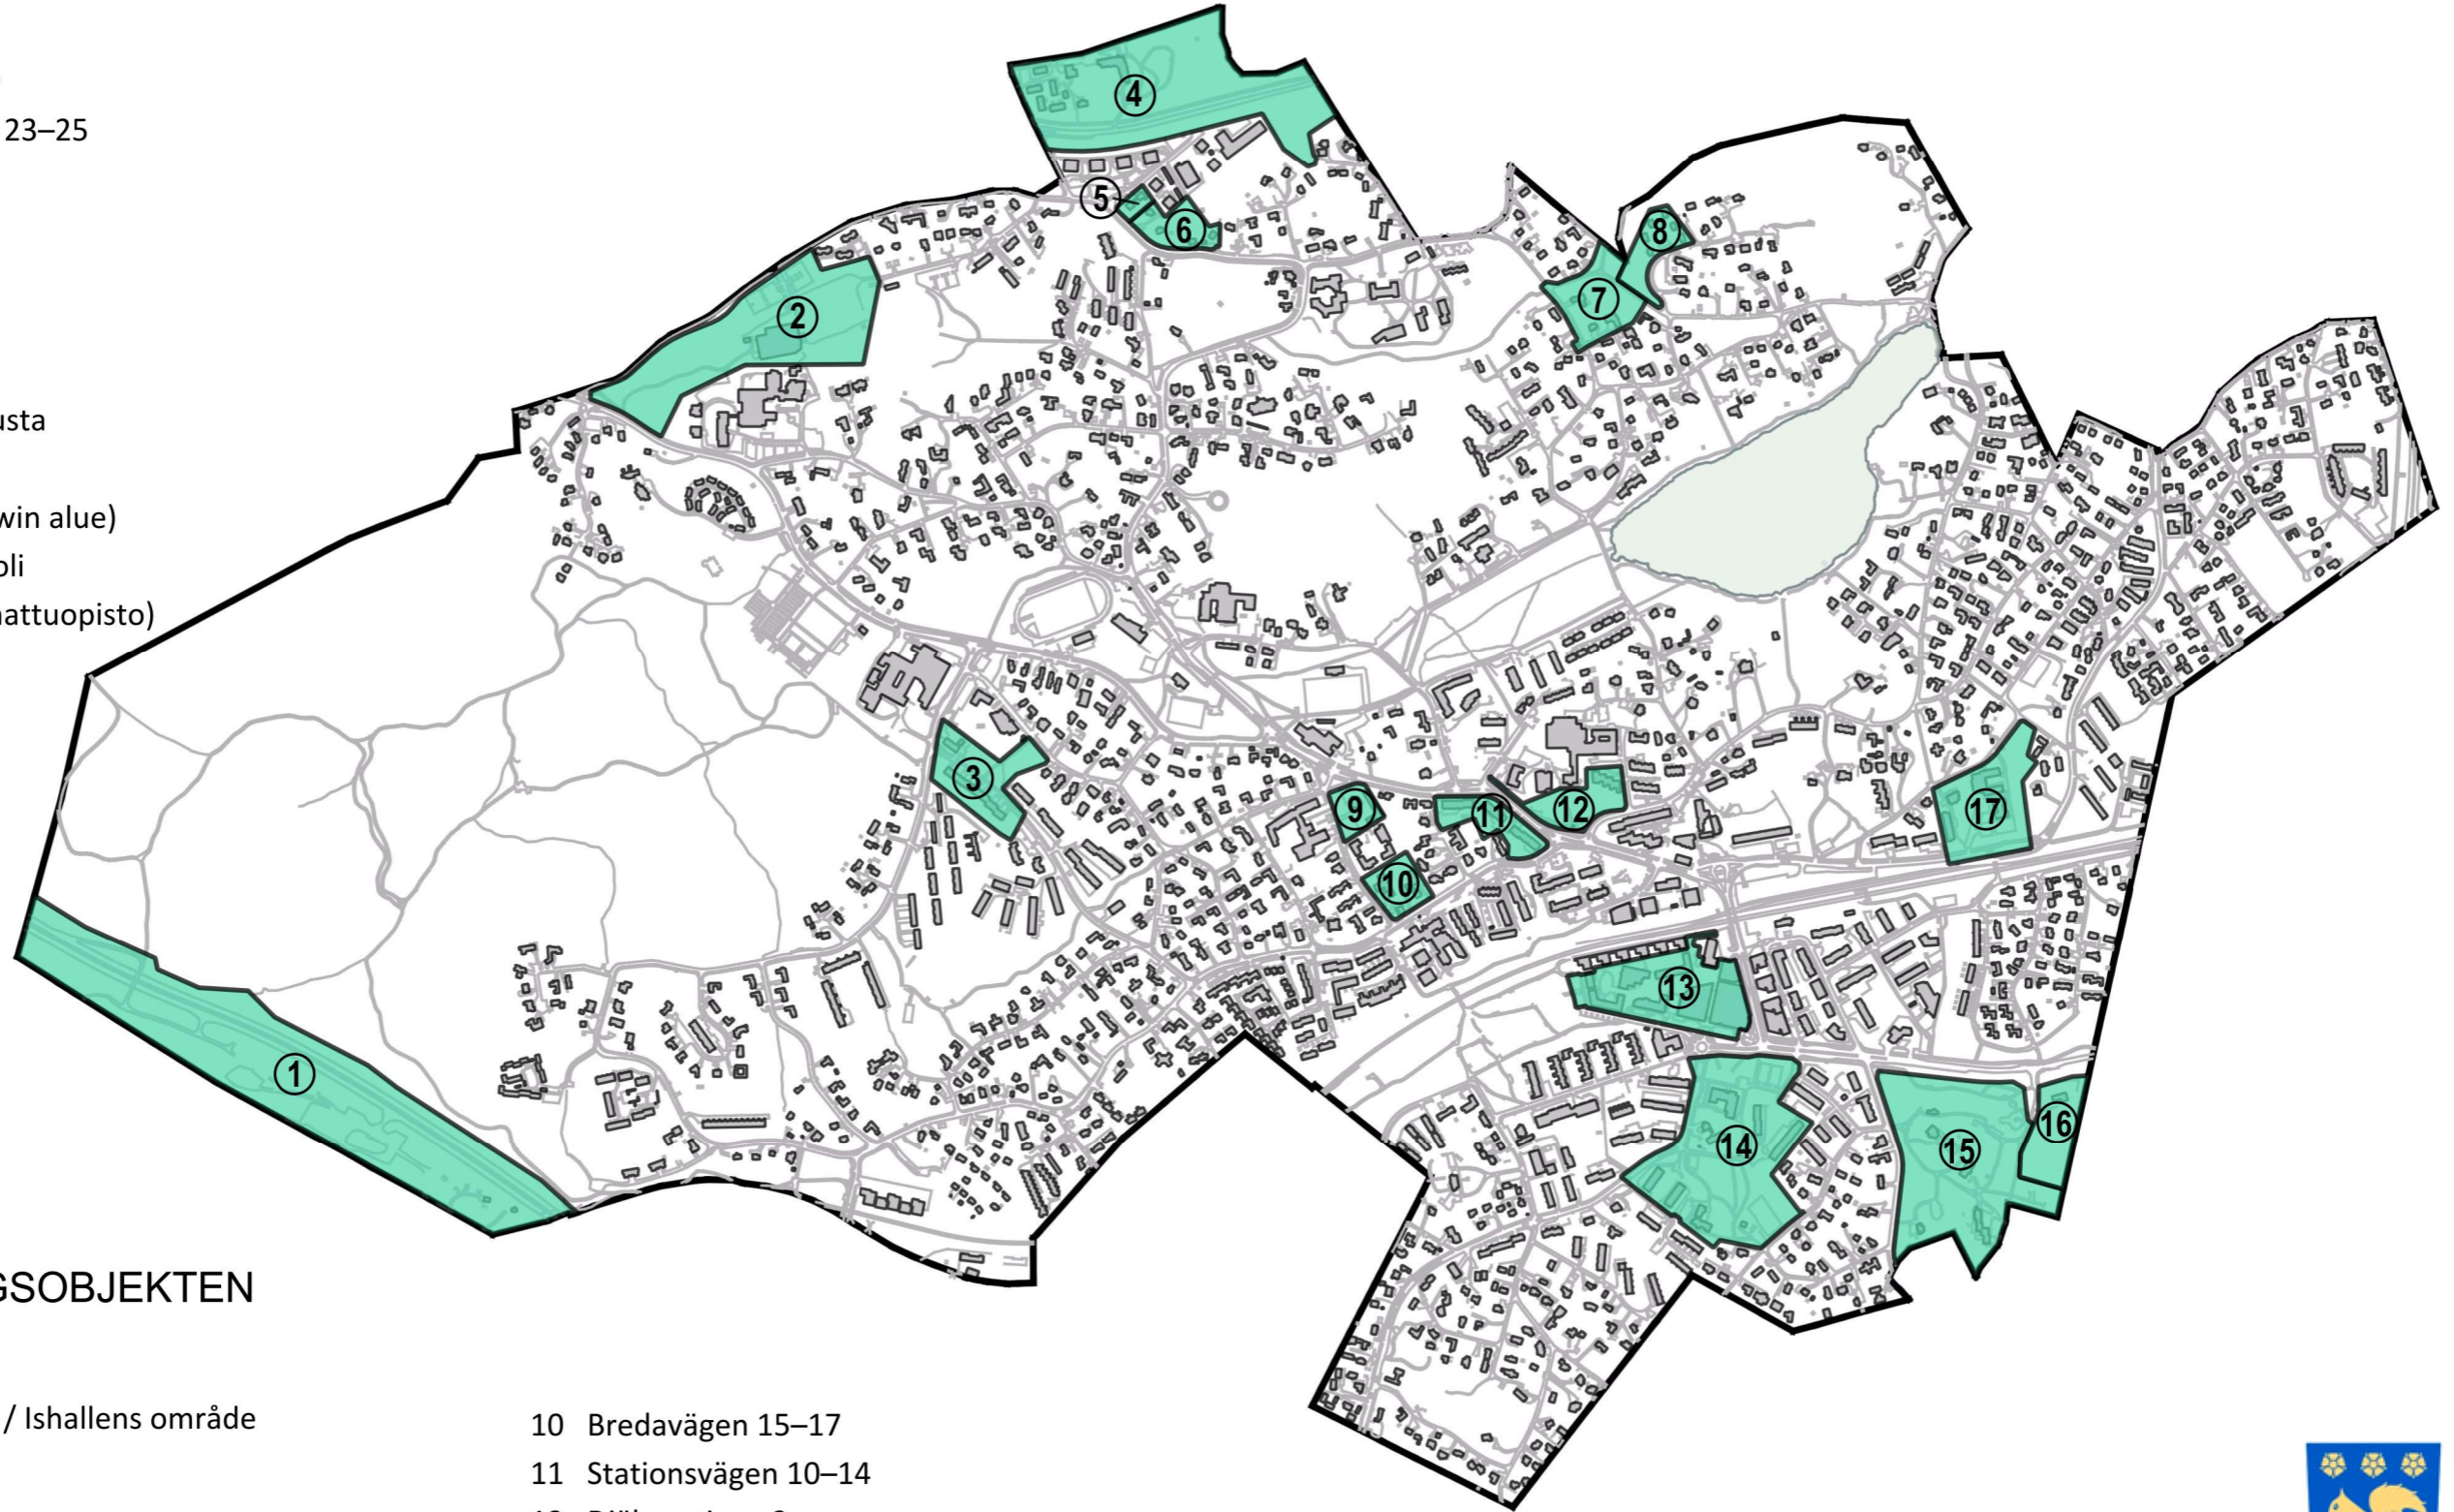 23–25
usta
win alue)
oli
nattuopisto)
4
5
6
8
7
2
3
9
11
12
17
10
13
1
14
15
16
GSOBJEKTEN
/ Ishallens område
10 Bredavägen 15–17
11 Stationsvägen 10–14